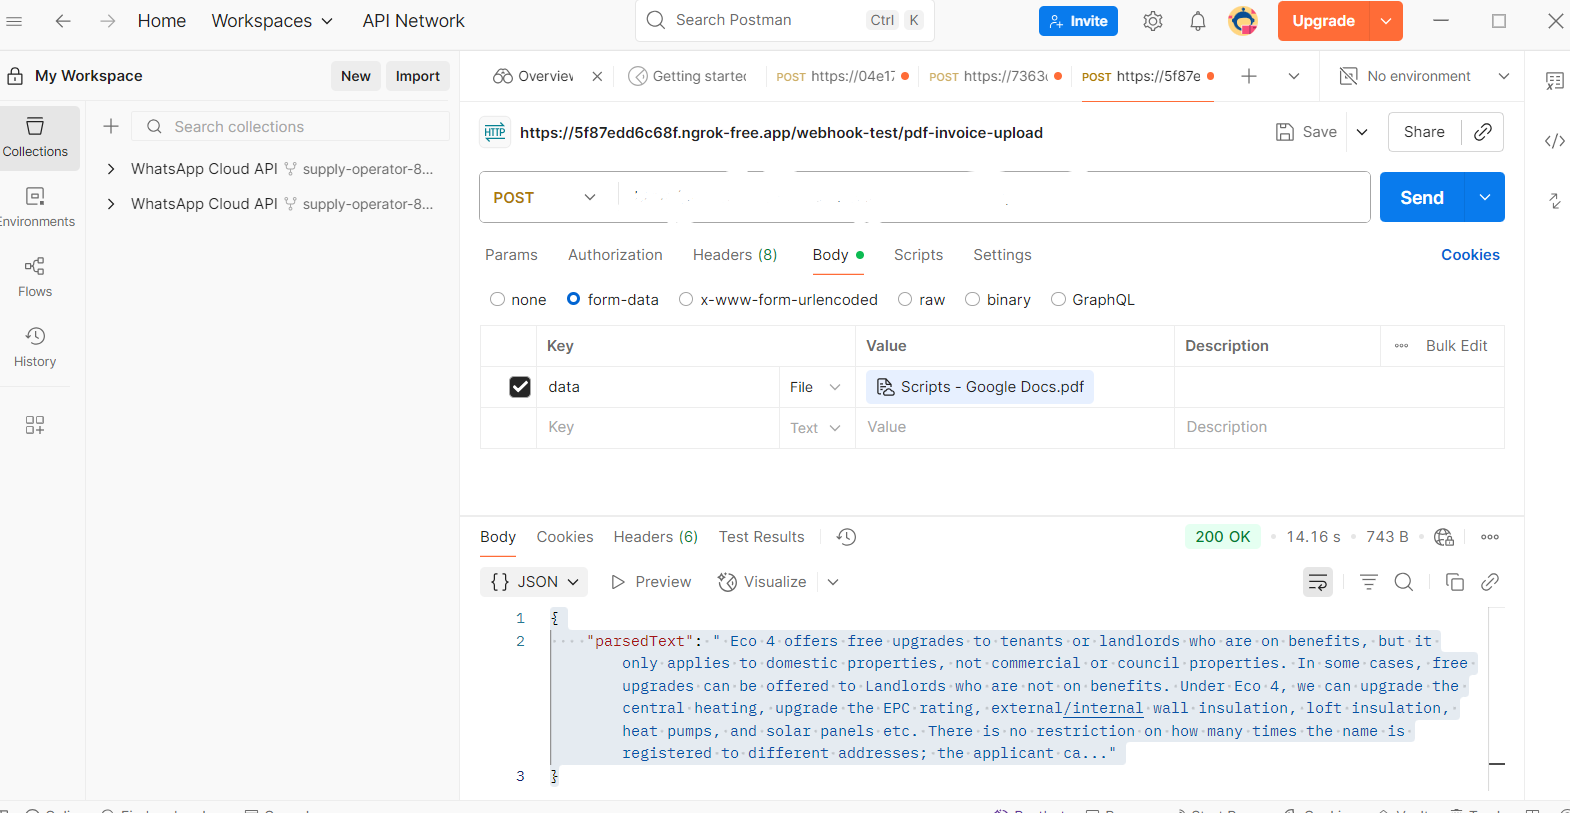 Home Workspaces API Network Search Postman Ctrl K Invite Upgrade
My Workspace New Import
Overview Getting started POST https://04e17 POST https://7363c POST https://5f87e No environment
Collections
Environments
Flows
History
Search collections
WhatsApp Cloud API supply-operator-8...
WhatsApp Cloud API supply-operator-8...
HTTP https://5f87edd6c68f.ngrok-free.app/webhook-test/pdf-invoice-upload Save Share
POST Send
Params Authorization Headers (8) Body Scripts Settings Cookies
none form-data x-www-form-urlencoded raw binary GraphQL
Key Value Description Bulk Edit
data File Scripts - Google Docs.pdf
Key Text Value Description
Body Cookies Headers (6) Test Results 200 OK 14.16 s 743 B
{} JSON Preview Visualize
1 {
2 "parsedText": " Eco 4 offers free upgrades to tenants or landlords who are on benefits, but it
only applies to domestic properties, not commercial or council properties. In some cases, free
upgrades can be offered to Landlords who are not on benefits. Under Eco 4, we can upgrade the
central heating, upgrade the EPC rating, external/internal wall insulation, loft insulation,
heat pumps, and solar panels etc. There is no restriction on how many times the name is
registered to different addresses; the applicant ca..."
3 }